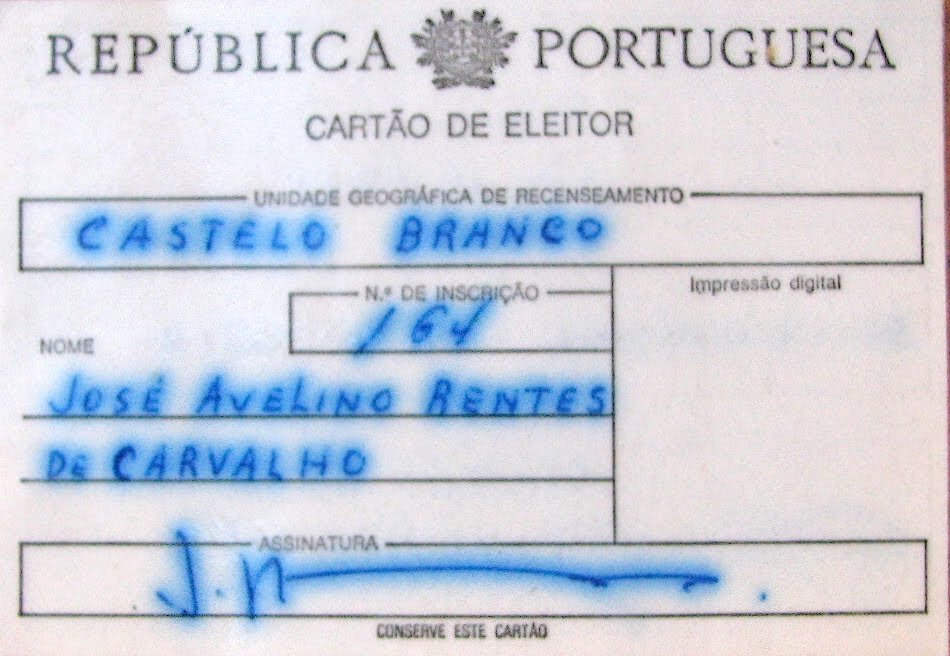 REPÚBLICA PORTUGUESA
CARTÃO DE ELEITOR
UNIDADE GEOGRÁFICA DE RECENSEAMENTO
CASTELO BRANCO
N.º DE INSCRIÇÃO
Impressão digital
164
NOME
JOSÉ AVELINO RENTES
DE CARVALHO
ASSINATURA
CONSERVE ESTE CARTÃO